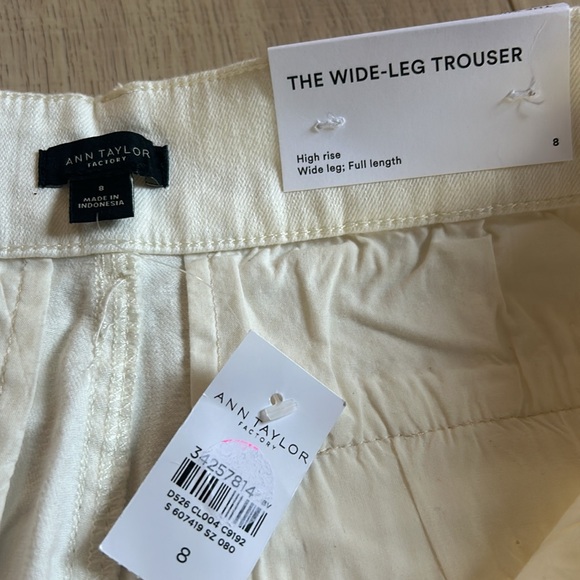 THE WIDE-LEG TROUSER
High rise
Wide leg; Full length
8
ANN TAYLOR
FACTORY
8
MADE IN
INDONESIA
ANN TAYLOR
FACTORY
34257814
D526 CL004 C9192
S 607419 SZ 080
8